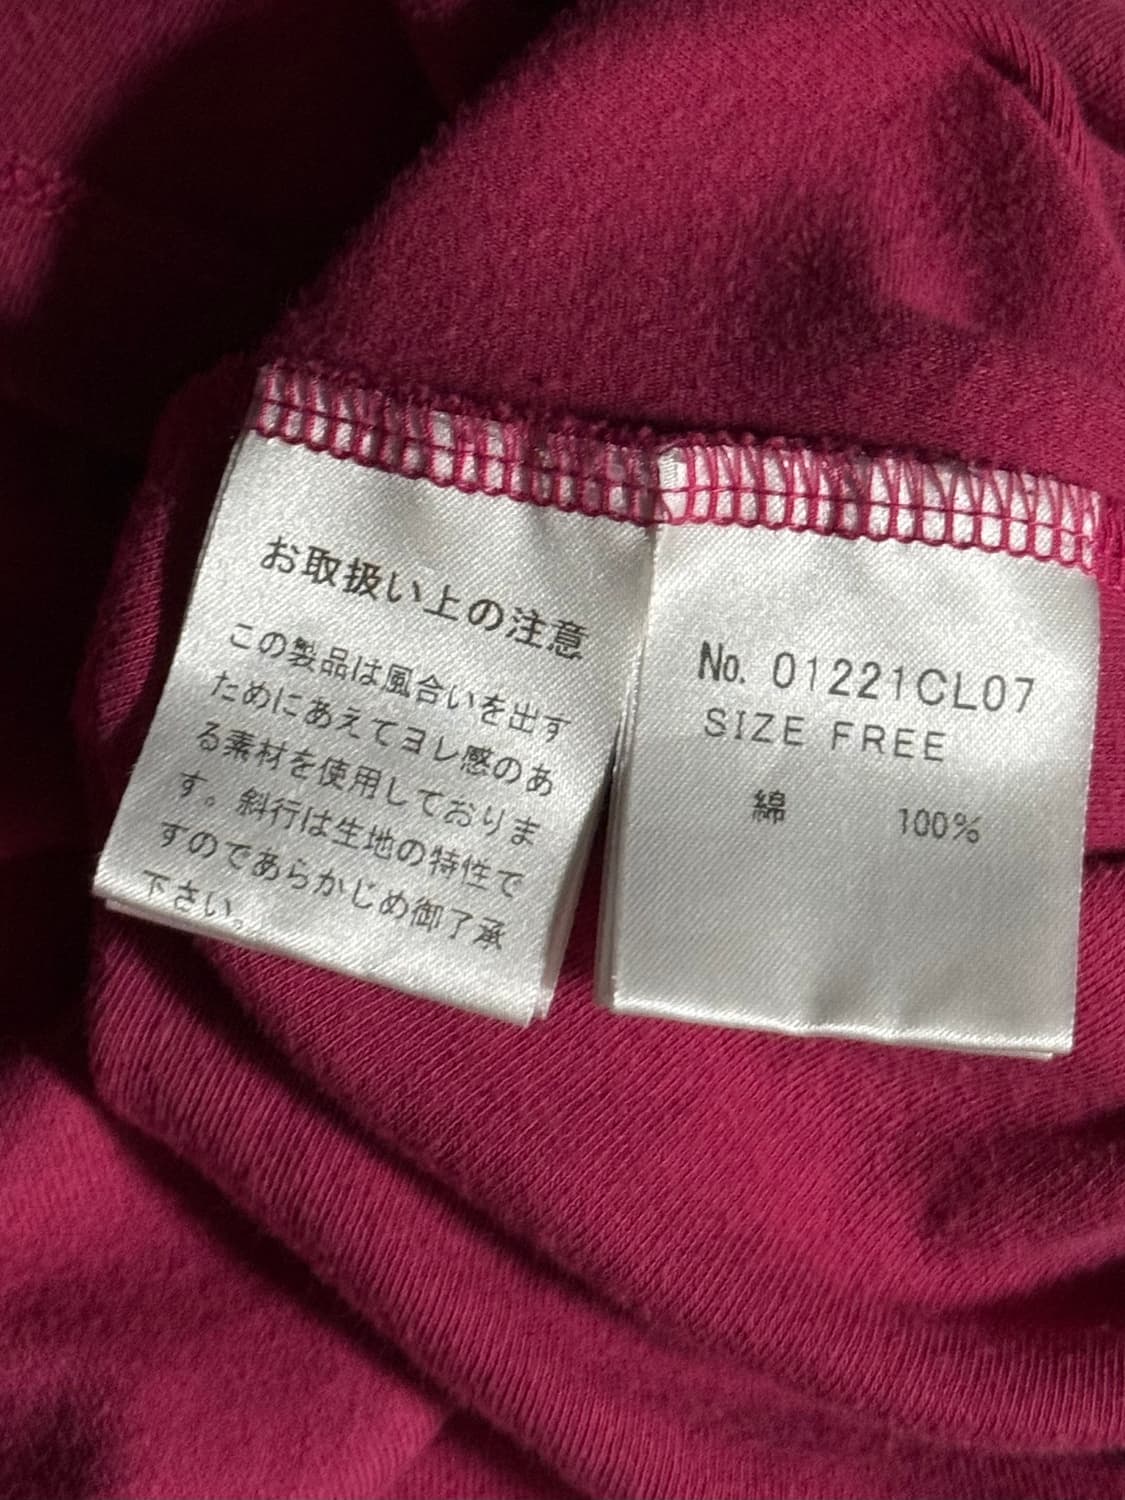 お取扱い上の注意
この製品は風合いを出す
ためにあえてヨレ感のあ
る素材を使用しておりま
す。斜行は生地の特性で
すのであらかじめ御了承
下さい。
No. 01221CL07
SIZE FREE
綿 100%